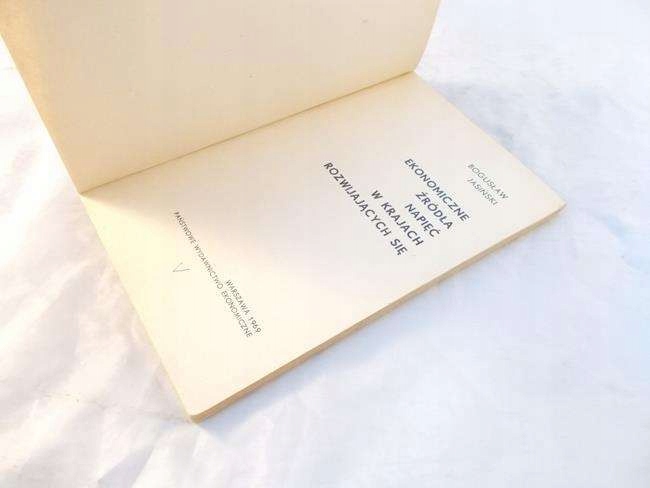 BOGUSŁAW
JASIŃSKI
EKONOMICZNE
ŹRÓDŁA
NAPIĘĆ
W KRAJACH
ROZWIJAJĄCYCH SIĘ
WARSZAWA 1969
PAŃSTWOWE WYDAWNICTWO EKONOMICZNE